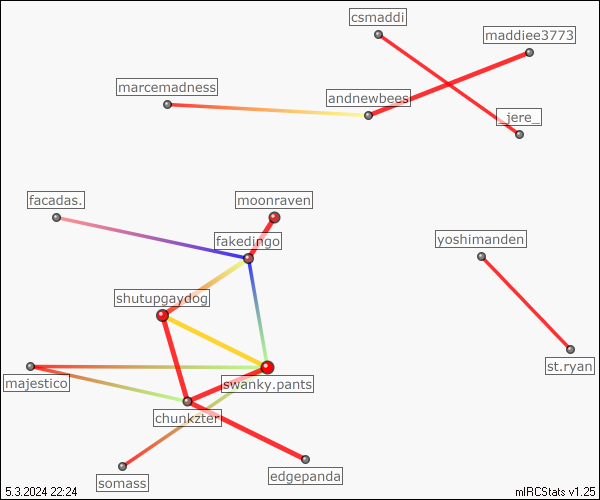 csmaddi
maddiee3773
marcemadness
andnewbees
_jere_
facadas.
moonraven
fakedingo
yoshimanden
shutupgaydog
st.ryan
majestico
swanky.pants
chunkzter
somass
edgepanda
5.3.2024 22:24
mIRCStats v1.25